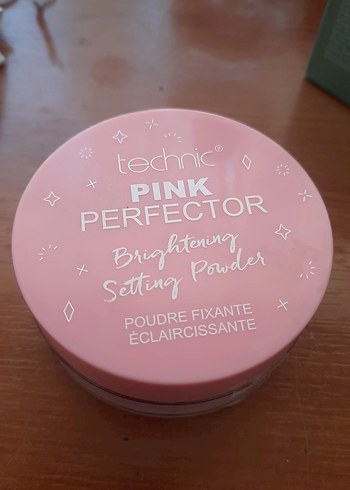 technic®
PINK
PERFECTOR
Brightening
Setting Powder
POUDRE FIXANTE
ÉCLAIRCISSANTE